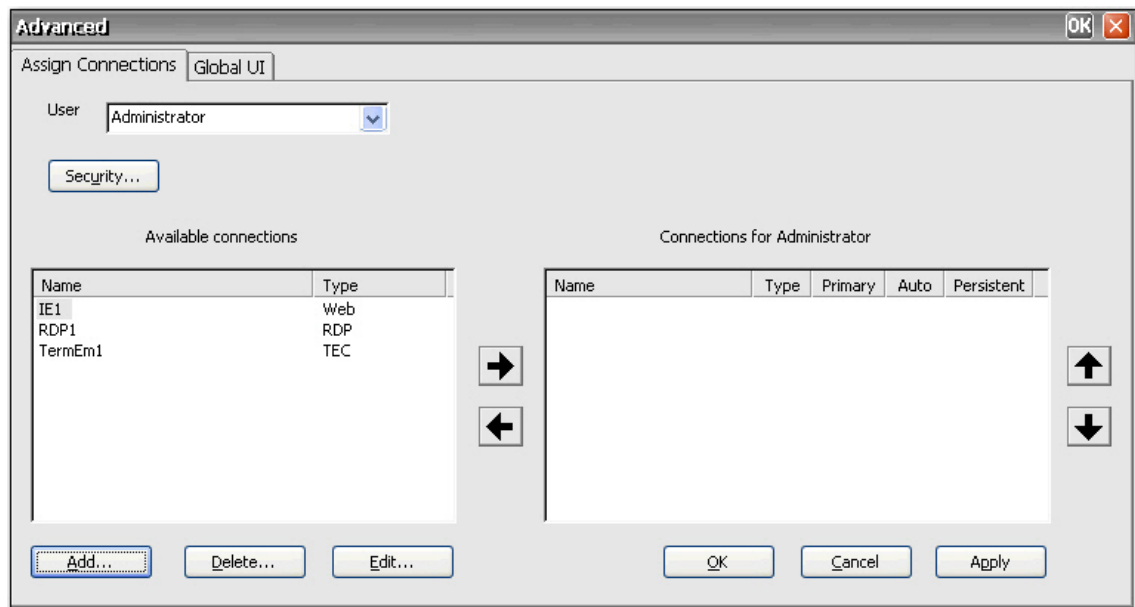 Advanced OK
Assign Connections Global UI
User Administrator
Security...
Available connections Connections for Administrator
Name Type Name Type Primary Auto Persistent
IE1 Web
RDP1 RDP
TermEm1 TEC
Add... Delete... Edit... OK Cancel Apply